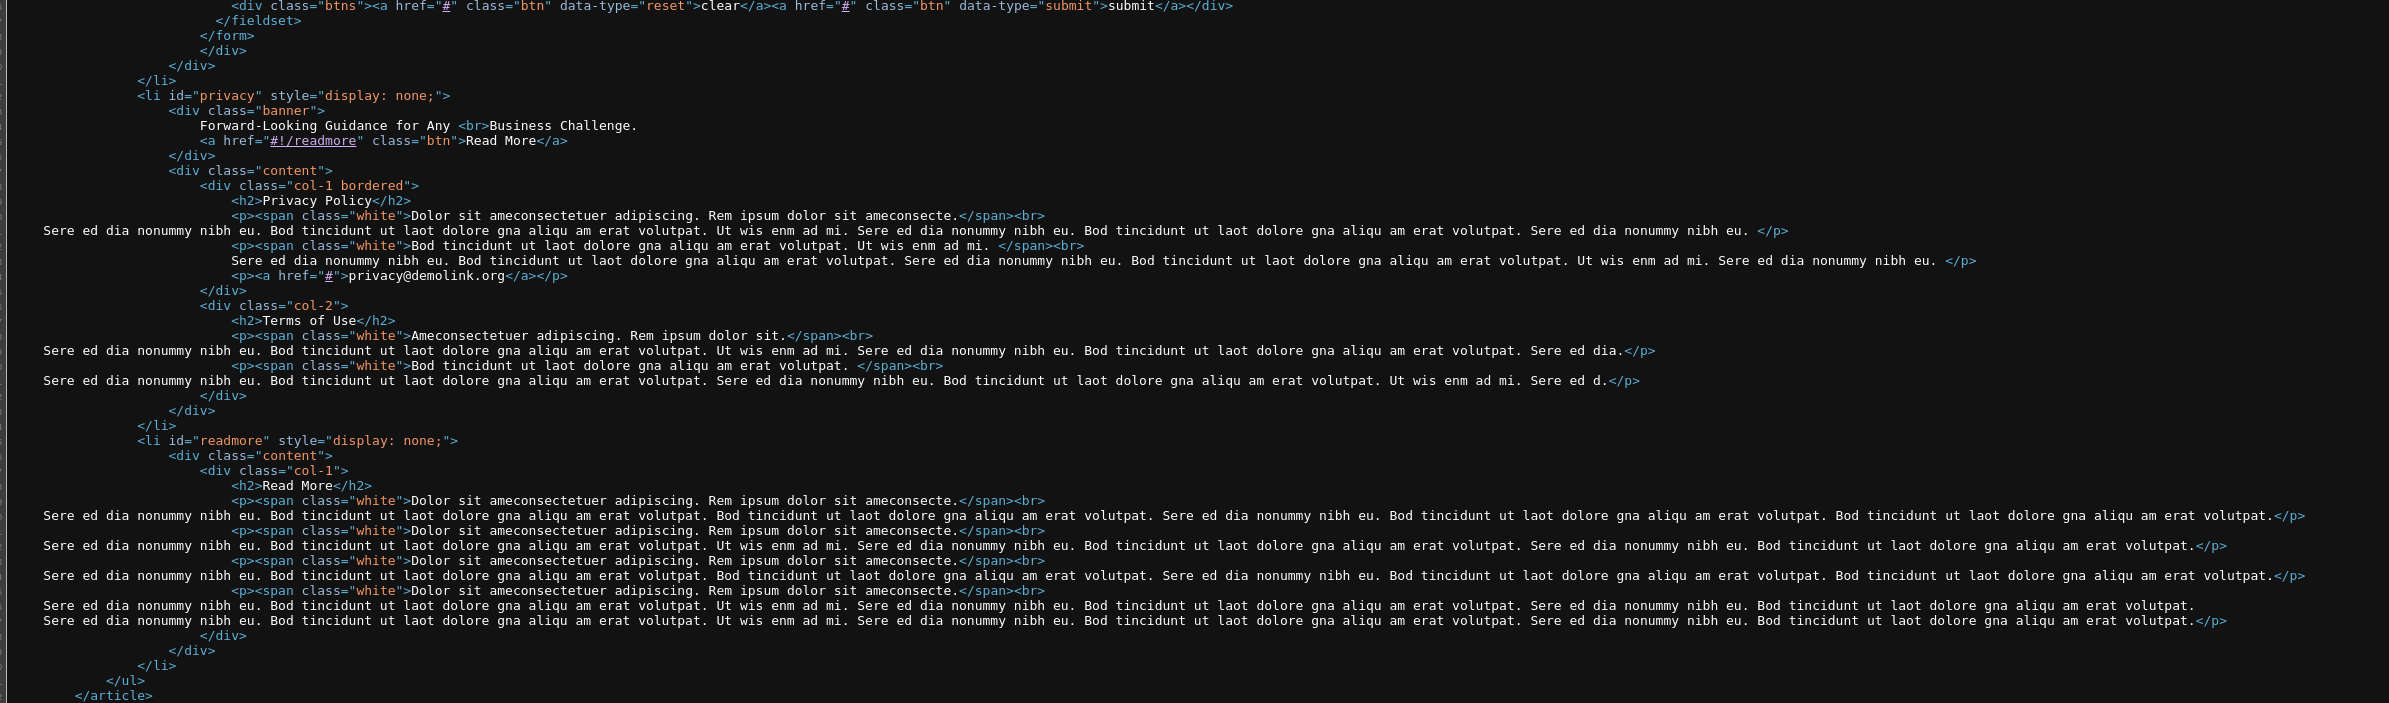 <div class="btns"><a href="#" class="btn" data-type="reset">clear</a><a href="#" class="btn" data-type="submit">submit</a></div>
</fieldset>
</form>
</div>
</div>
</li>
<li id="privacy" style="display: none;">
<div class="banner">
Forward-Looking Guidance for Any <br>Business Challenge.
<a href="#!/readmore" class="btn">Read More</a>
</div>
<div class="content">
<div class="col-1 bordered">
<h2>Privacy Policy</h2>
<p><span class="white">Dolor sit ameconsectetuer adipiscing. Rem ipsum dolor sit ameconsecte.</span><br>
Sere ed dia nonummy nibh eu. Bod tincidunt ut laot dolore gna aliqu am erat volutpat. Ut wis enm ad mi. Sere ed dia nonummy nibh eu. Bod tincidunt ut laot dolore gna aliqu am erat volutpat. Sere ed dia nonummy nibh eu. </p>
<p><span class="white">Bod tincidunt ut laot dolore gna aliqu am erat volutpat. Ut wis enm ad mi. </span><br>
Sere ed dia nonummy nibh eu. Bod tincidunt ut laot dolore gna aliqu am erat volutpat. Sere ed dia nonummy nibh eu. Bod tincidunt ut laot dolore gna aliqu am erat volutpat. Ut wis enm ad mi. Sere ed dia nonummy nibh eu. </p>
<p><a href="#">privacy@demolink.org</a></p>
</div>
<div class="col-2">
<h2>Terms of Use</h2>
<p><span class="white">Ameconsectetuer adipiscing. Rem ipsum dolor sit.</span><br>
Sere ed dia nonummy nibh eu. Bod tincidunt ut laot dolore gna aliqu am erat volutpat. Ut wis enm ad mi. Sere ed dia nonummy nibh eu. Bod tincidunt ut laot dolore gna aliqu am erat volutpat. Sere ed dia.</p>
<p><span class="white">Bod tincidunt ut laot dolore gna aliqu am erat volutpat. </span><br>
Sere ed dia nonummy nibh eu. Bod tincidunt ut laot dolore gna aliqu am erat volutpat. Sere ed dia nonummy nibh eu. Bod tincidunt ut laot dolore gna aliqu am erat volutpat. Ut wis enm ad mi. Sere ed d.</p>
</div>
</div>
</li>
<li id="readmore" style="display: none;">
<div class="content">
<div class="col-1">
<h2>Read More</h2>
<p><span class="white">Dolor sit ameconsectetuer adipiscing. Rem ipsum dolor sit ameconsecte.</span><br>
Sere ed dia nonummy nibh eu. Bod tincidunt ut laot dolore gna aliqu am erat volutpat. Bod tincidunt ut laot dolore gna aliqu am erat volutpat. Sere ed dia nonummy nibh eu. Bod tincidunt ut laot dolore gna aliqu am erat volutpat. Bod tincidunt ut laot dolore gna aliqu am erat volutpat.</p>
<p><span class="white">Dolor sit ameconsectetuer adipiscing. Rem ipsum dolor sit ameconsecte.</span><br>
Sere ed dia nonummy nibh eu. Bod tincidunt ut laot dolore gna aliqu am erat volutpat. Ut wis enm ad mi. Sere ed dia nonummy nibh eu. Bod tincidunt ut laot dolore gna aliqu am erat volutpat. Sere ed dia nonummy nibh eu. Bod tincidunt ut laot dolore gna aliqu am erat volutpat.</p>
<p><span class="white">Dolor sit ameconsectetuer adipiscing. Rem ipsum dolor sit ameconsecte.</span><br>
Sere ed dia nonummy nibh eu. Bod tincidunt ut laot dolore gna aliqu am erat volutpat. Bod tincidunt ut laot dolore gna aliqu am erat volutpat. Sere ed dia nonummy nibh eu. Bod tincidunt ut laot dolore gna aliqu am erat volutpat. Bod tincidunt ut laot dolore gna aliqu am erat volutpat.</p>
<p><span class="white">Dolor sit ameconsectetuer adipiscing. Rem ipsum dolor sit ameconsecte.</span><br>
Sere ed dia nonummy nibh eu. Bod tincidunt ut laot dolore gna aliqu am erat volutpat. Ut wis enm ad mi. Sere ed dia nonummy nibh eu. Bod tincidunt ut laot dolore gna aliqu am erat volutpat. Sere ed dia nonummy nibh eu. Bod tincidunt ut laot dolore gna aliqu am erat volutpat.
Sere ed dia nonummy nibh eu. Bod tincidunt ut laot dolore gna aliqu am erat volutpat. Ut wis enm ad mi. Sere ed dia nonummy nibh eu. Bod tincidunt ut laot dolore gna aliqu am erat volutpat. Sere ed dia nonummy nibh eu. Bod tincidunt ut laot dolore gna aliqu am erat volutpat.</p>
</div>
</div>
</li>
</ul>
</article>